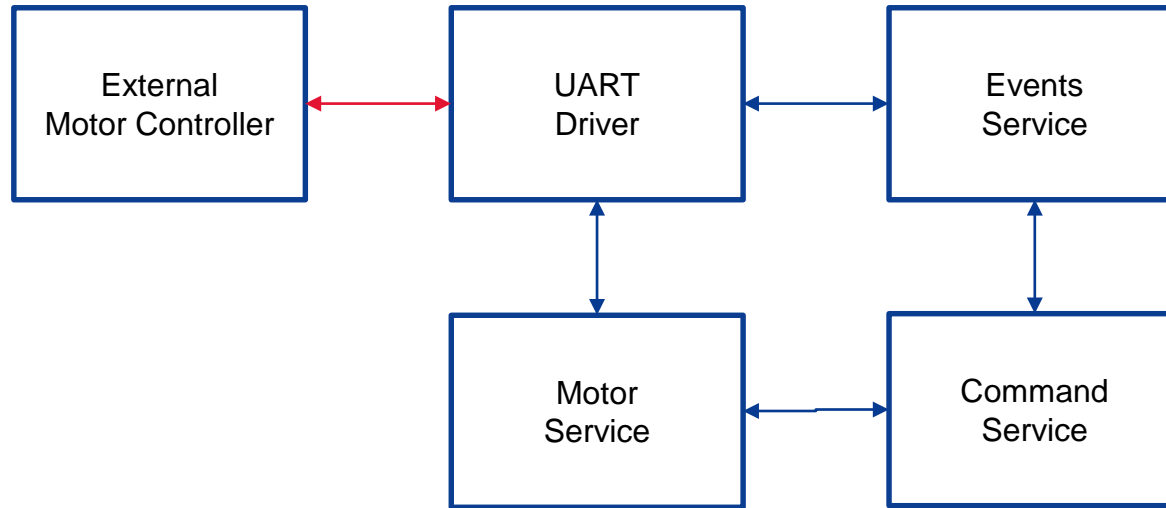 External
Motor Controller
UART
Driver
Events
Service
Motor
Service
Command
Service